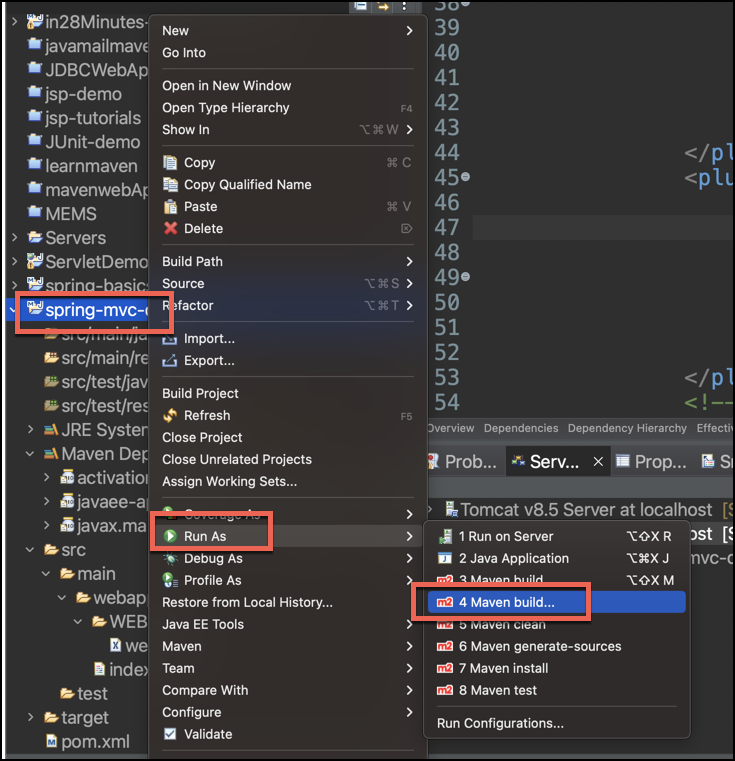 in28Minutes-
javamailmave
JDBCWebAp
jsp-demo
jsp-tutorials
JUnit-demo
learnmaven
mavenwebAp
MEMS
Servers
ServletDemo
spring-basic
spring-mvc-d
src/main/ja
src/main/re
src/test/jav
src/test/res
JRE System
Maven Dep
activation
javaee-ap
javax.ma
src
main
webapp
WEB
we
index
test
target
pom.xml
New
Go Into
Open in New Window
Open Type Hierarchy F4
Show In ⌥⌘W
Copy ⌘C
Copy Qualified Name
Paste ⌘V
Delete ⌦
Build Path
Source ⌥⌘S
Refactor ⌥⌘T
Import...
Export...
Build Project
Refresh F5
Close Project
Close Unrelated Projects
Assign Working Sets...
Coverage As
Run As
Debug As
Profile As
Restore from Local History...
Java EE Tools
Maven
Team
Compare With
Configure
Validate
38
39
40
41
42
43
44 </pl
45 <plu
46
47
48
49
50
51
52
53 </pl
54 <!--
Overview Dependencies Dependency Hierarchy Effectiv
Prob... Serv... Prop... S
Tomcat v8.5 Server at localhost [S
ost [S
mvc-d
1 Run on Server ⌥⇧X R
2 Java Application ⌥⌘X J
3 Maven build ⌥⇧X M
4 Maven build...
5 Maven clean
6 Maven generate-sources
7 Maven install
8 Maven test
Run Configurations...